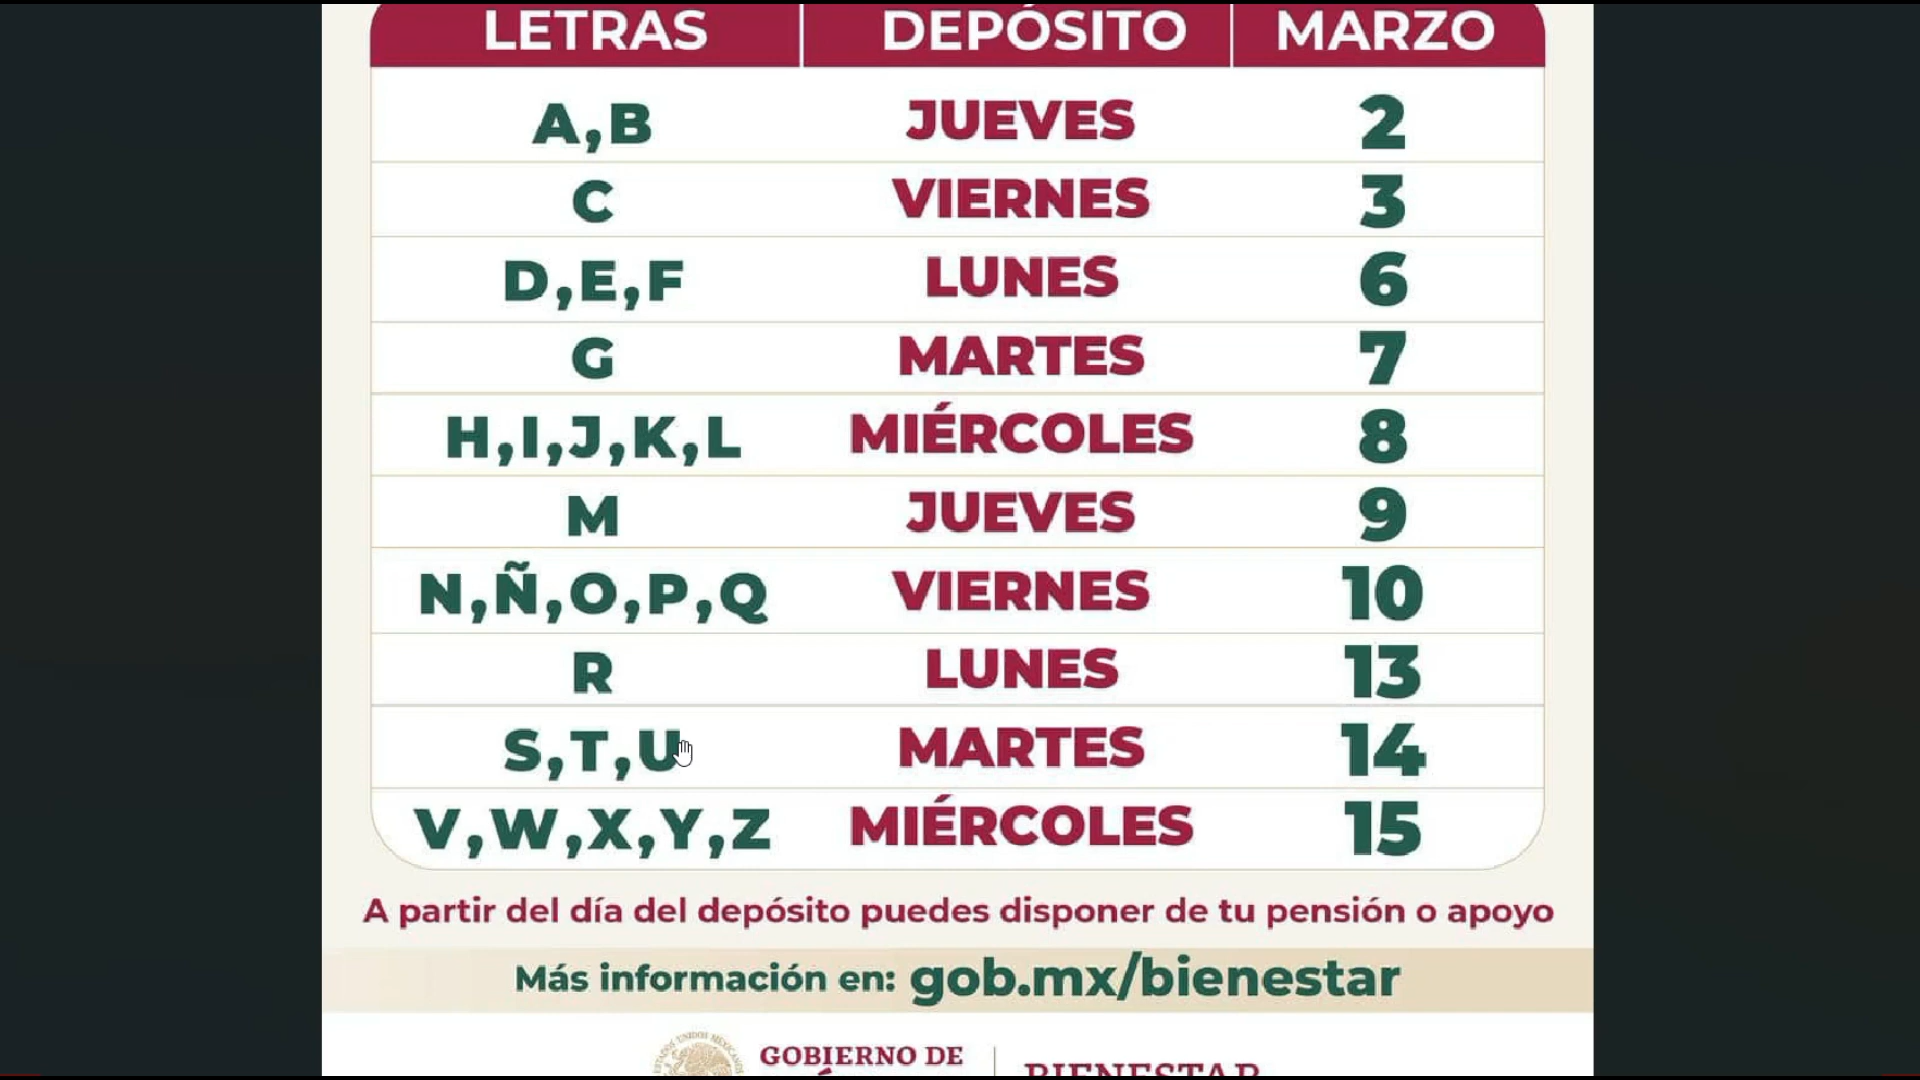 LETRAS DEPÓSITO MARZO
A,B JUEVES 2
C VIERNES 3
D,E,F LUNES 6
G MARTES 7
H,I,J,K,L MIÉRCOLES 8
M JUEVES 9
N,Ñ,O,P,Q VIERNES 10
R LUNES 13
S,T,U MARTES 14
V,W,X,Y,Z MIÉRCOLES 15
A partir del día del depósito puedes disponer de tu pensión o apoyo
Más información en: gob.mx/bienestar
GOBIERNO DE
BIENESTAR